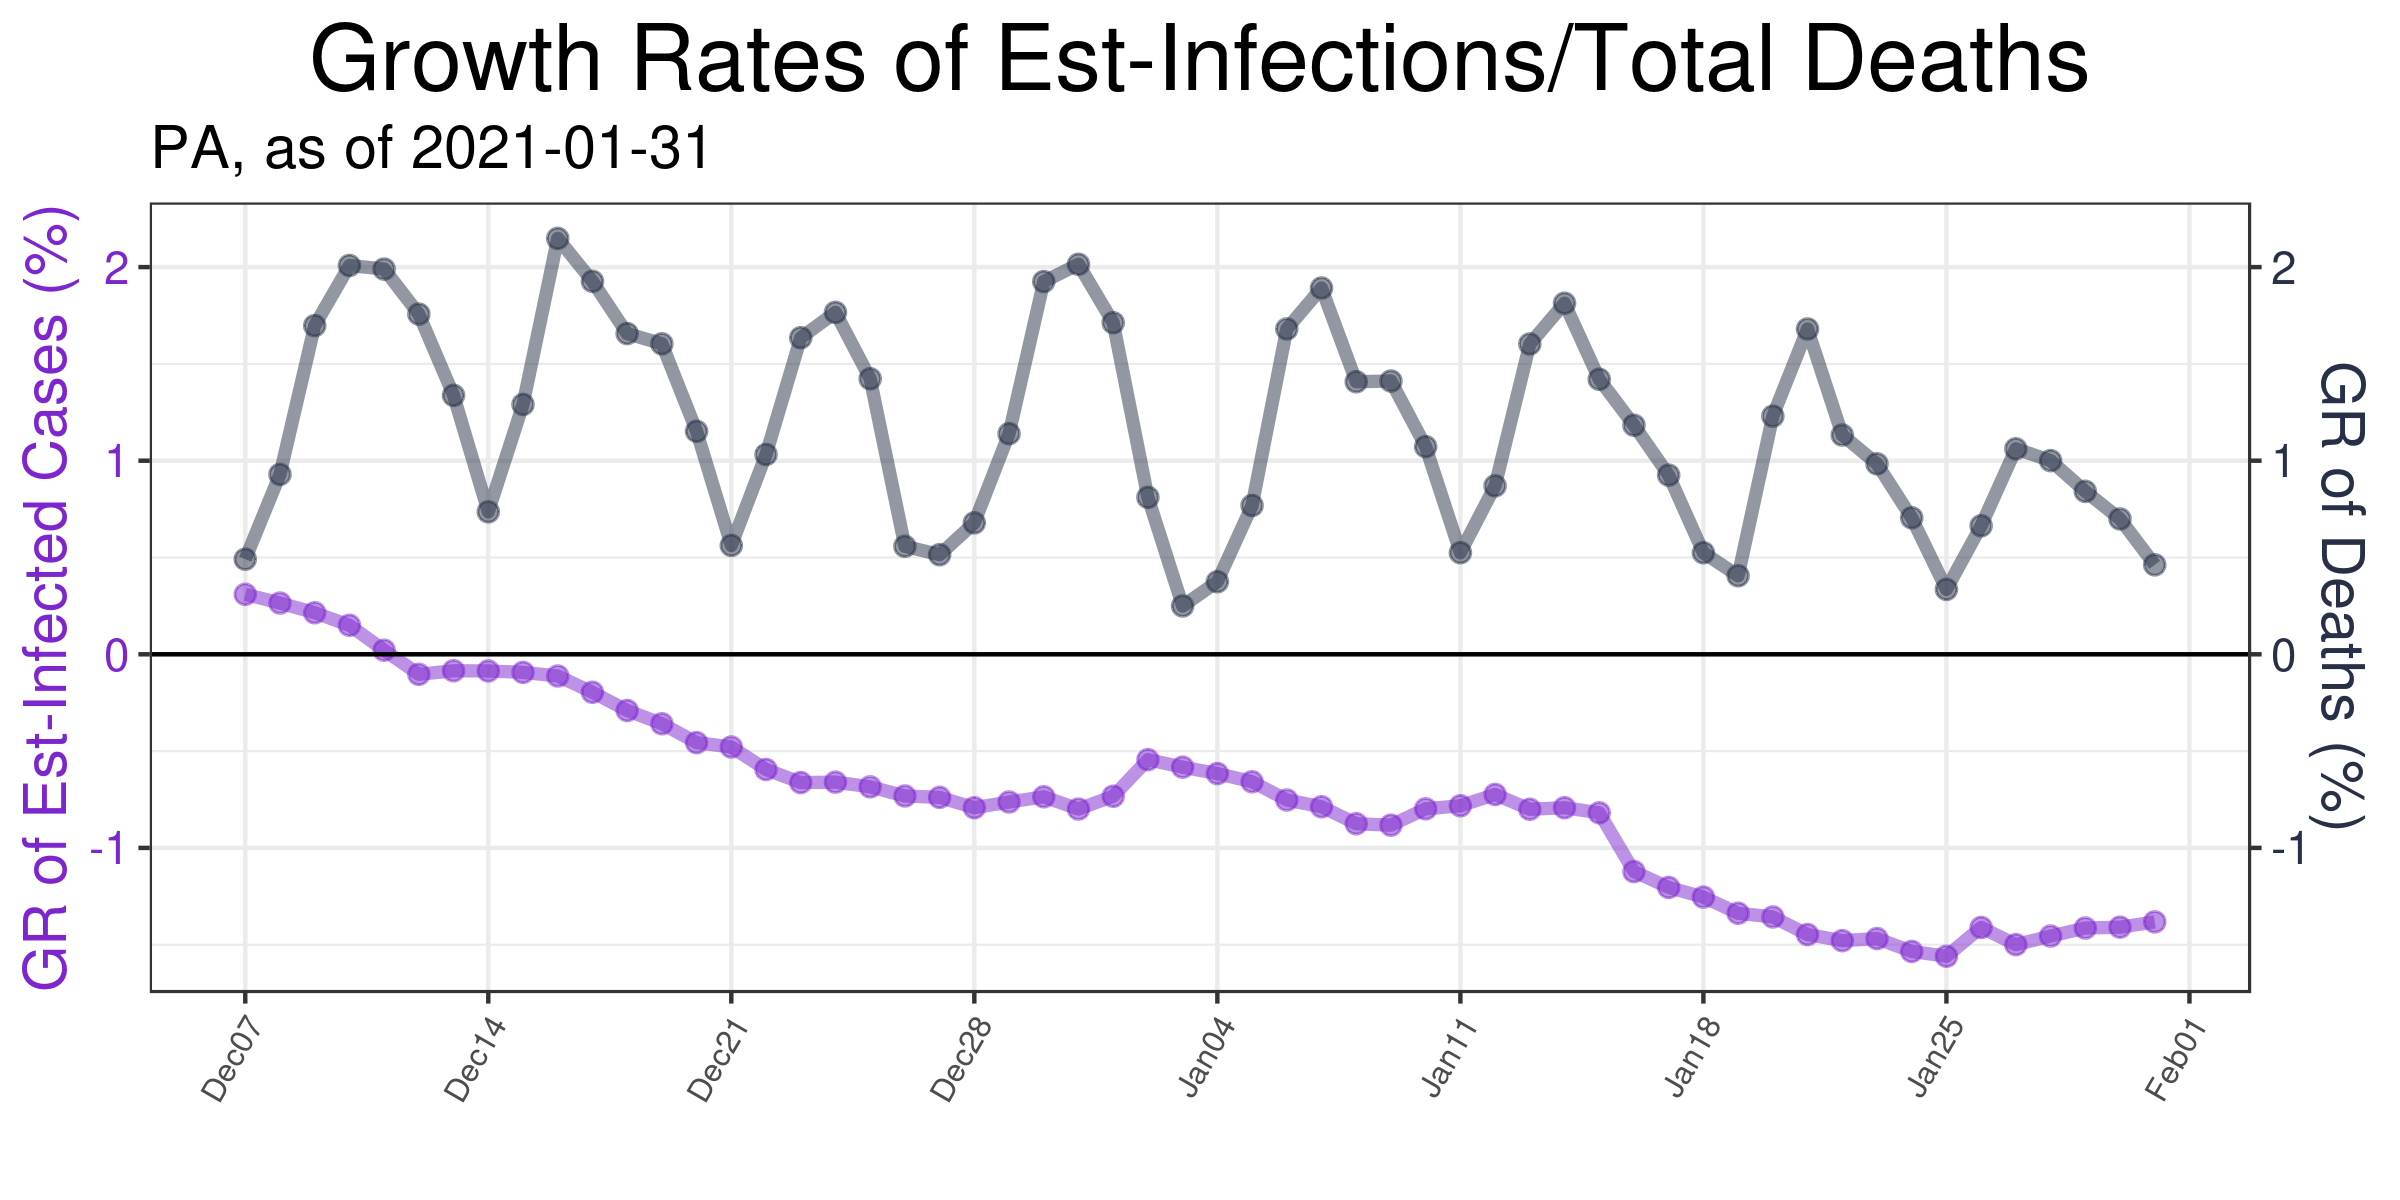 Growth Rates of Est-Infections/Total Deaths
PA, as of 2021-01-31
GR of Est-Infected Cases (%)
2
1
0
-1
2
1
0
-1
GR of Deaths (%)
Dec07
Dec14
Dec21
Dec28
Jan04
Jan11
Jan18
Jan25
Feb01